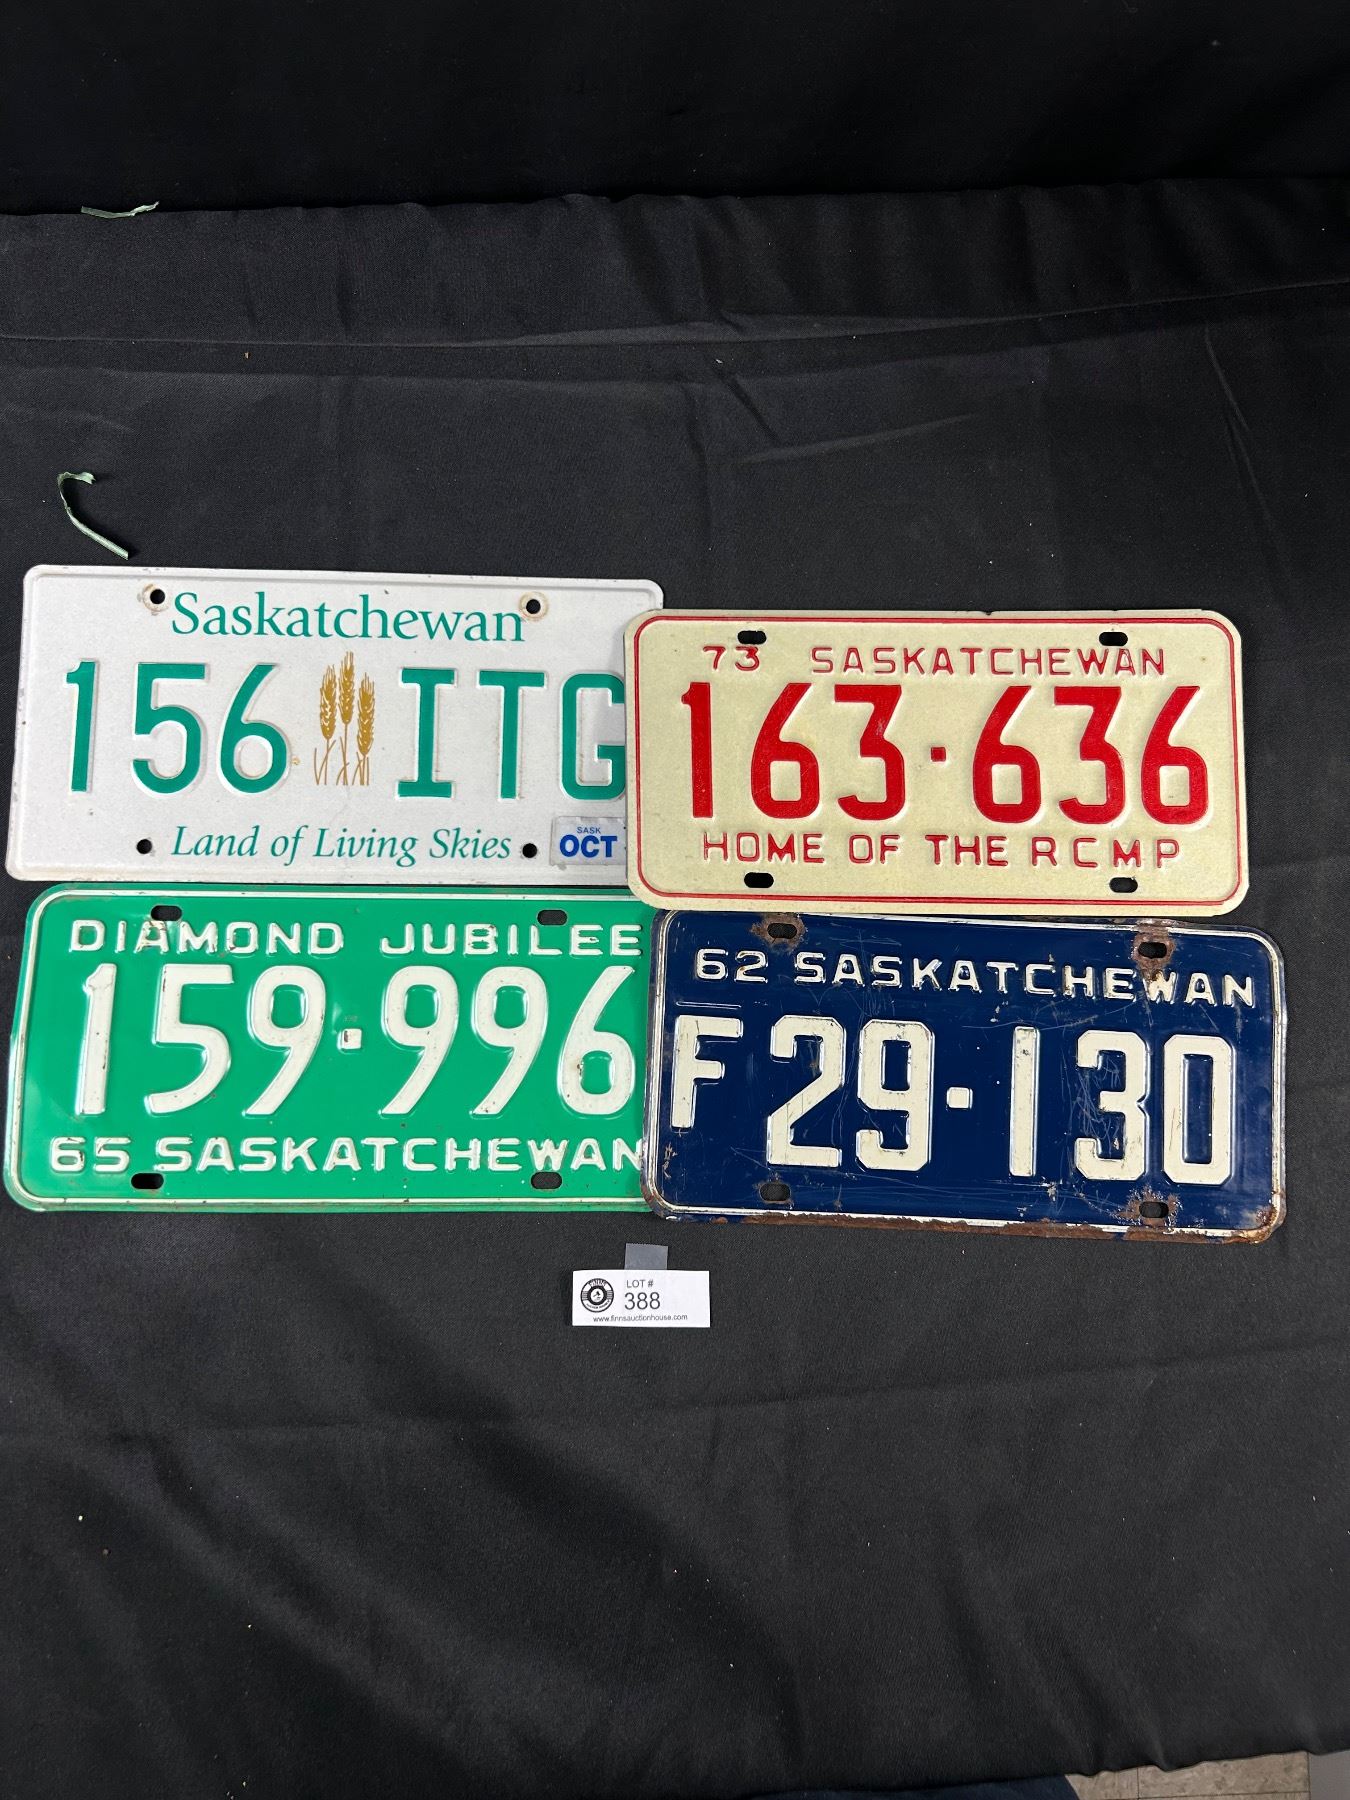 Saskatchewan
156 ITG
Land of Living Skies
SASK
OCT
73 SASKATCHEWAN
163·636
HOME OF THE RCMP
DIAMOND JUBILEE
159·996
65 SASKATCHEWAN
62 SASKATCHEWAN
F29-130
LOT #
388
www.finnsauctionhouse.com